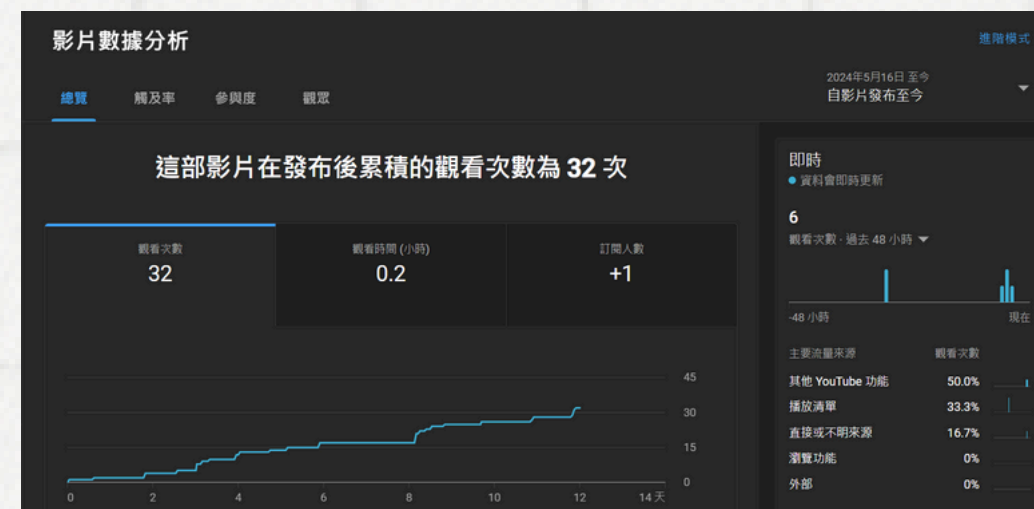 影片數據分析
進階模式
總覽 觸及率 參與度 觀眾
2024年5月16日 至今
自影片發布至今
這部影片在發布後累積的觀看次數為 32 次
觀看次數
32
觀看時間 (小時)
0.2
訂閱人數
+1
45
30
15
0
0 2 4 6 8 10 12 14 天
即時
資料會即時更新
6
觀看次數 · 過去 48 小時
-48 小時 現在
主要流量來源 觀看次數
其他 YouTube 功能 50.0%
播放清單 33.3%
直接或不明來源 16.7%
瀏覽功能 0%
外部 0%